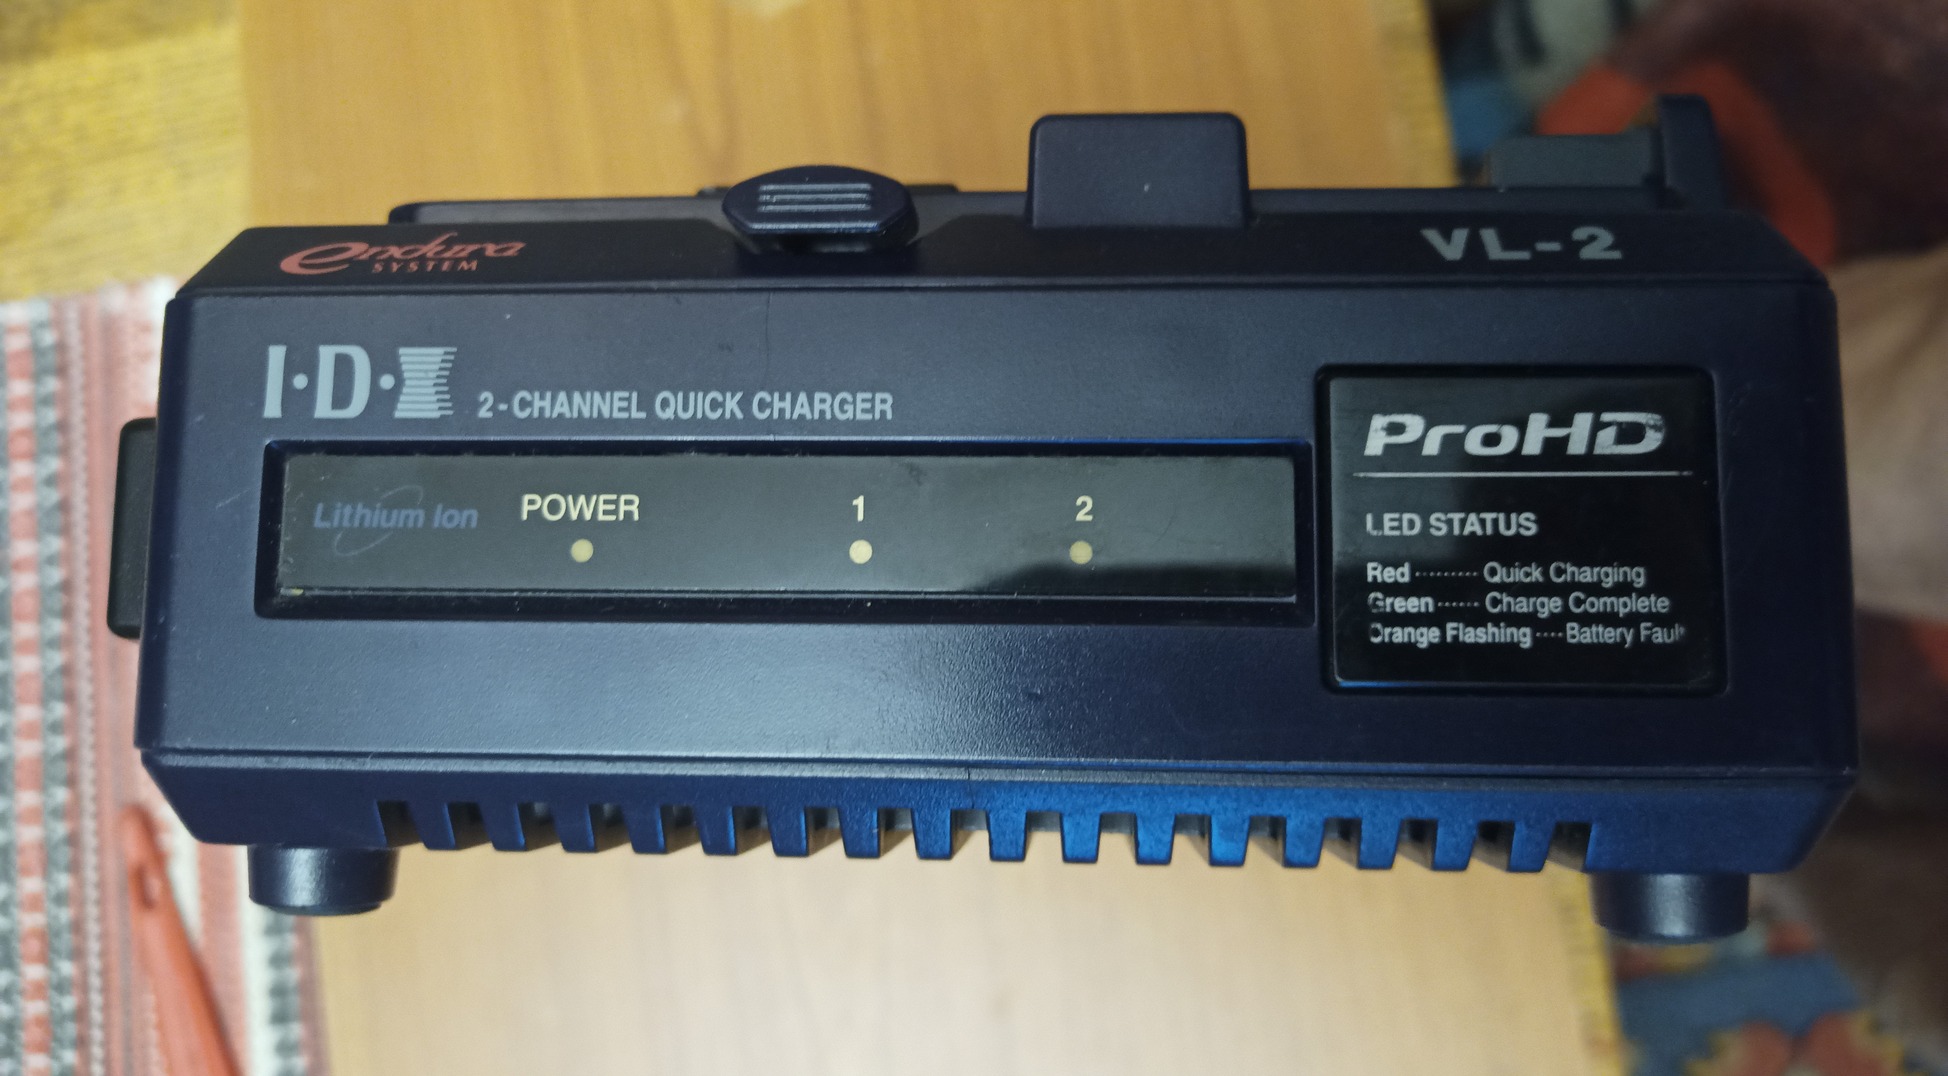 endura
SYSTEM
VL-2
I·D·X
2-CHANNEL QUICK CHARGER
Lithium Ion
POWER
1
2
ProHD
LED STATUS
Red ········· Quick Charging
Green ······ Charge Complete
Orange Flashing ···· Battery Fault